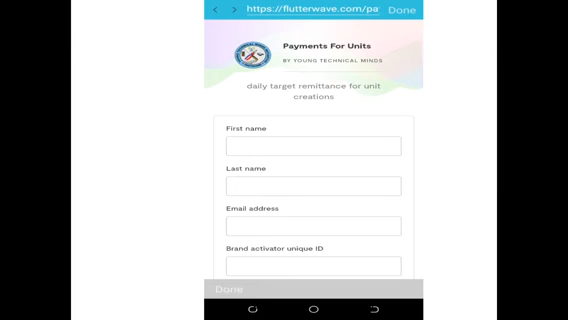 https://flutterwave.com/pa
Done
Payments For Units
BY YOUNG TECHNICAL MINDS
daily target remittance for unit
creations
First name
Last name
Email address
Brand activator unique ID
Done